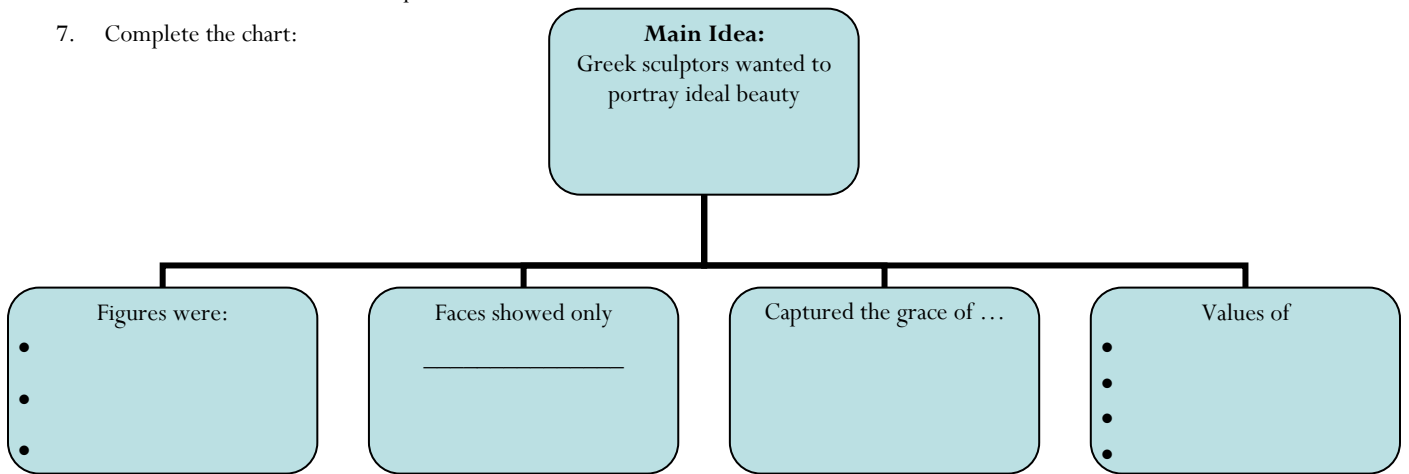 7. Complete the chart:
Main Idea:
Greek sculptors wanted to
portray ideal beauty
Figures were:
•
•
•
Faces showed only
__________________
Captured the grace of …
Values of
•
•
•
•